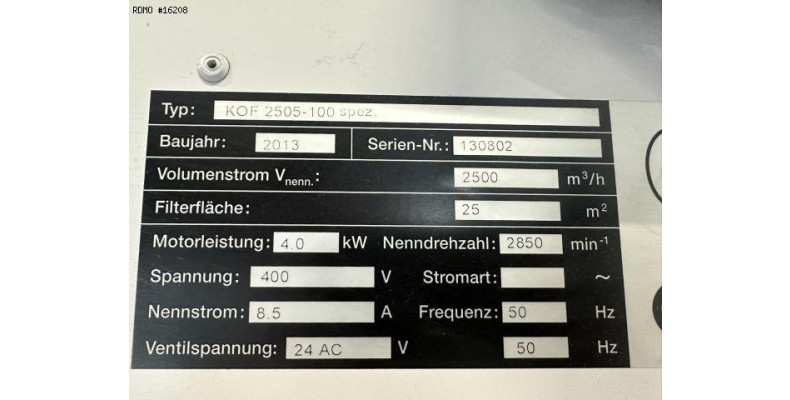 RDMO #16208
Typ: KOF 2505-100 spez.
Baujahr: 2013 Serien-Nr.: 130802
Volumenstrom Vnenn.: 2500 m³/h
Filterfläche: 25 m²
Motorleistung: 4.0 kW Nenndrehzahl: 2850 min⁻¹
Spannung: 400 V Stromart: ~
Nennstrom: 8.5 A Frequenz: 50 Hz
Ventilspannung: 24 AC V 50 Hz